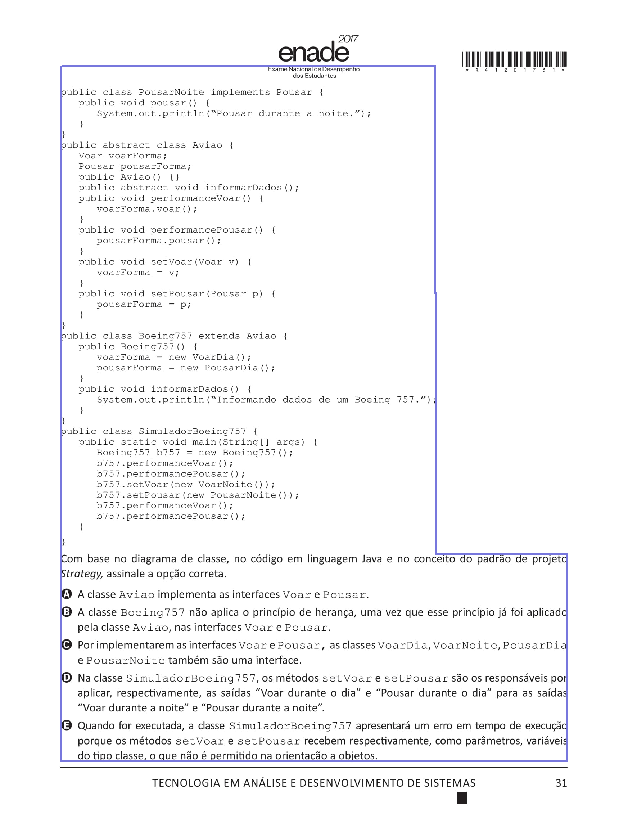 2017
enade
Exame Nacional de Desempenho
dos Estudantes
public class PousarNoite implements Pousar {
public void pousar() {
System.out.println(“Pousar durante a noite.”);
}
}
public abstract class Aviao {
Voar voarForma;
Pousar pousarForma;
public Aviao() {}
public abstract void informarDados();
public void performanceVoar() {
voarForma.voar();
}
public void performancePousar() {
pousarForma.pousar();
}
public void setVoar(Voar v) {
voarForma = v;
}
public void setPousar(Pousar p) {
pousarForma = p;
}
}
public class Boeing757 extends Aviao {
public Boeing757() {
voarForma = new VoarDia();
pousarForma = new PousarDia();
}
public void informarDados() {
System.out.println(“Informando dados de um Boeing 757.”);
}
}
public class SimuladorBoeing757 {
public static void main(String[] args) {
Boeing757 b757 = new Boeing757();
b757.performanceVoar();
b757.performancePousar();
b757.setVoar(new VoarNoite());
b757.setPousar(new PousarNoite());
b757.performanceVoar();
b757.performancePousar();
}
}
Com base no diagrama de classe, no código em linguagem Java e no conceito do padrão de projeto
Strategy, assinale a opção correta.
A A classe Aviao implementa as interfaces Voar e Pousar.
B A classe Boeing757 não aplica o princípio de herança, uma vez que esse princípio já foi aplicado
pela classe Aviao, nas interfaces Voar e Pousar.
C Por implementarem as interfaces Voar e Pousar, as classes VoarDia, VoarNoite, PousarDia
e PousarNoite também são uma interface.
D Na classe SimuladorBoeing757, os métodos setVoar e setPousar são os responsáveis por
aplicar, respectivamente, as saídas “Voar durante o dia” e “Pousar durante o dia” para as saídas
“Voar durante a noite” e “Pousar durante a noite”.
E Quando for executada, a classe SimuladorBoeing757 apresentará um erro em tempo de execução
porque os métodos setVoar e setPousar recebem respectivamente, como parâmetros, variáveis
do tipo classe, o que não é permitido na orientação a objetos.
TECNOLOGIA EM ANÁLISE E DESENVOLVIMENTO DE SISTEMAS 31